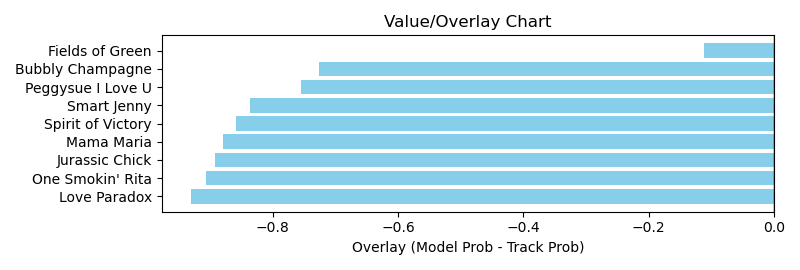 Value/Overlay Chart
Fields of Green
Bubbly Champagne
Peggysue I Love U
Smart Jenny
Spirit of Victory
Mama Maria
Jurassic Chick
One Smokin' Rita
Love Paradox
−0.8 −0.6 −0.4 −0.2 0.0
Overlay (Model Prob - Track Prob)